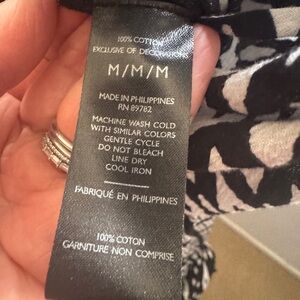 100% COTTON
EXCLUSIVE OF DECORATIONS
M/M/M
MADE IN PHILIPPINES
RN 89782
MACHINE WASH COLD
WITH SIMILAR COLORS
GENTLE CYCLE
DO NOT BLEACH
LINE DRY
COOL IRON
FABRIQUÉ EN PHILIPPINES
100% COTON
GARNITURE NON COMPRISE